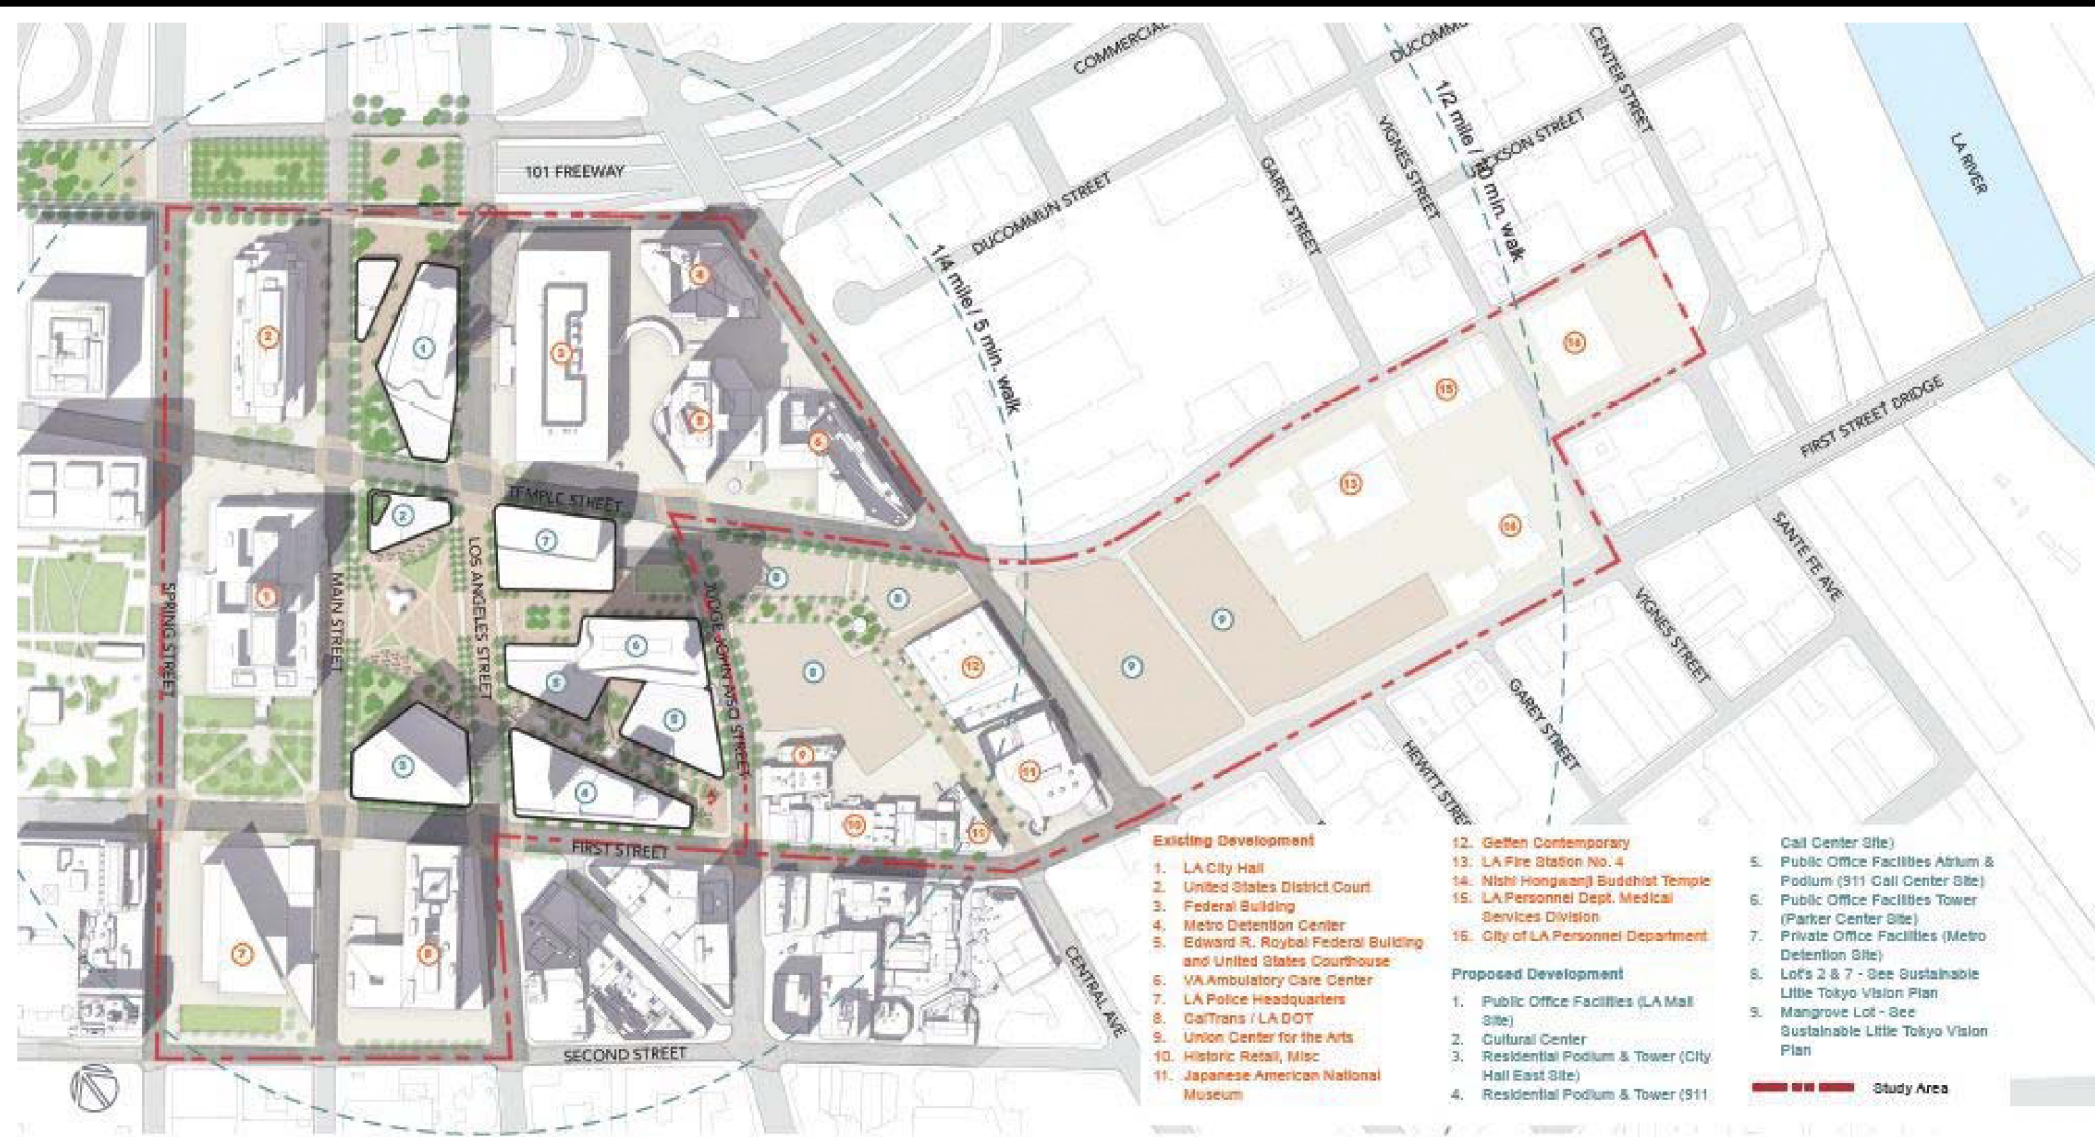 COMMERCIAL
DUCOMMU
CENTER STREET
1/2 mile / 10 min. walk
VIGNES STREET
JACKSON STREET
LA RIVER
101 FREEWAY
GAREY STREET
DUCOMMUN STREET
1/4 mile / 5 min. walk
FIRST STREET BRIDGE
TEMPLE STREET
SPRING STREET
MAIN STREET
LOS ANGELES STREET
JUDGE JOHN AISO STREET
SANTE FE AVE
VIGNES STREET
GAREY STREET
HEWITT STREE
FIRST STREET
SECOND STREET
CENTRAL AVE
Existing Development
1. LA City Hall
2. United States District Court
3. Federal Building
4. Metro Detention Center
5. Edward R. Roybal Federal Building
and United States Courthouse
6. VA Ambulatory Care Center
7. LA Police Headquarters
8. CalTrans / LA DOT
9. Union Center for the Arts
10. Historic Retail, Misc
11. Japanese American National
Museum
12. Geffen Contemporary
13. LA Fire Station No. 4
14. Nishi Hongwanji Buddhist Temple
15. LA Personnel Dept. Medical
Services Division
16. City of LA Personnel Department
Proposed Development
1. Public Office Facilities (LA Mall
Site)
2. Cultural Center
3. Residential Podium & Tower (City
Hall East Site)
4. Residential Podium & Tower (911
Call Center Site)
5. Public Office Facilities Atrium &
Podium (911 Call Center Site)
6. Public Office Facilities Tower
(Parker Center Site)
7. Private Office Facilities (Metro
Detention Site)
8. Lot's 2 & 7 - See Sustainable
Little Tokyo Vision Plan
9. Mangrove Lot - See
Sustainable Little Tokyo Vision
Plan
Study Area